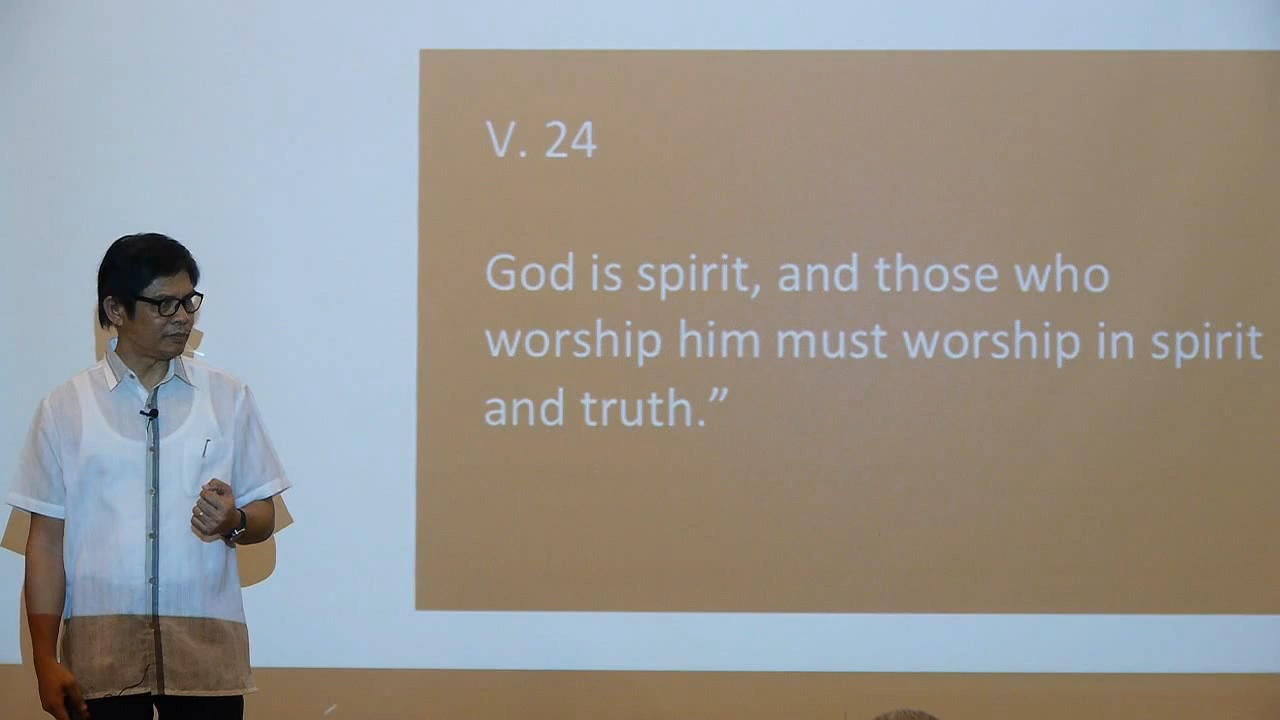 V. 24
God is spirit, and those who
worship him must worship in spirit
and truth.”